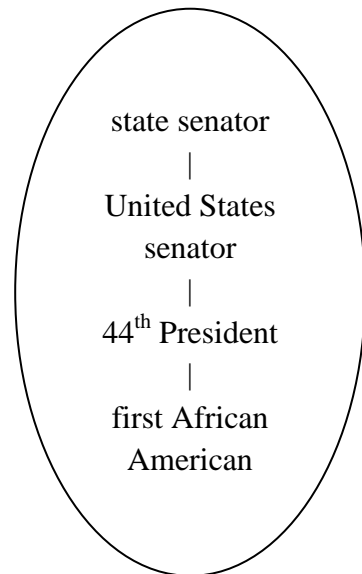 state senator
|
United States
senator
|
44th President
|
first African
American